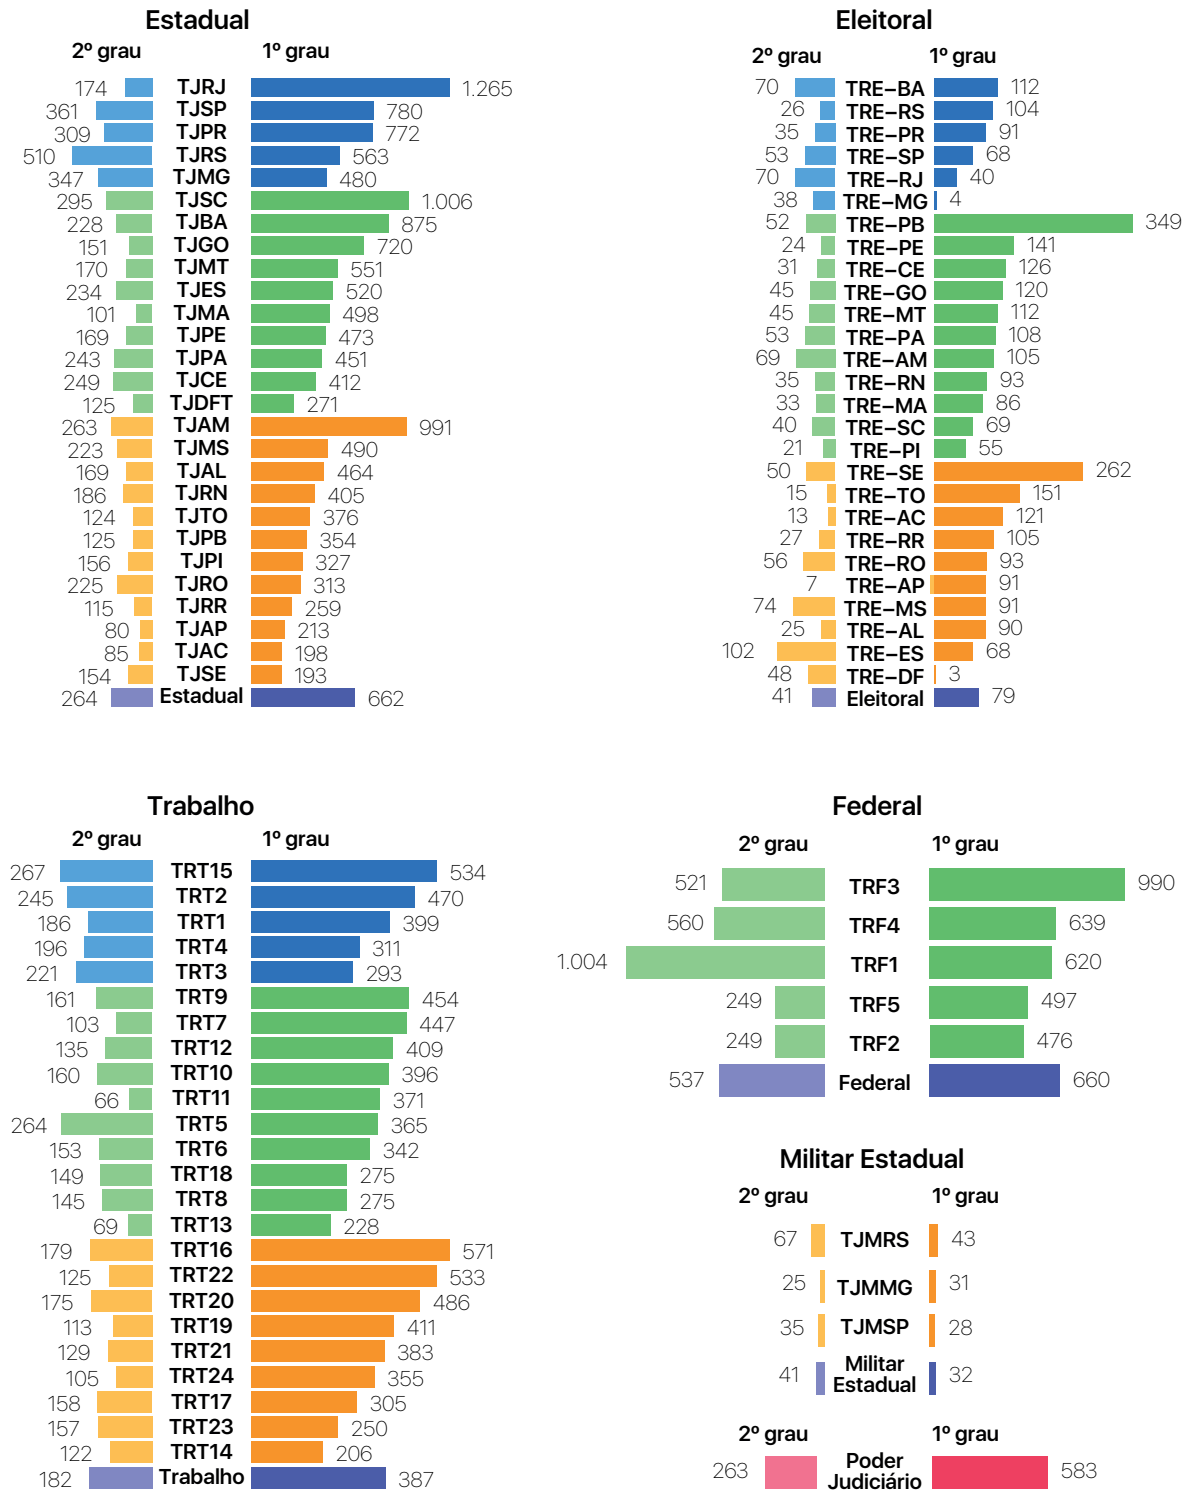 Estadual
2º grau 1º grau
174 TJRJ 1.265
361 TJSP 780
309 TJPR 772
510 TJRS 563
347 TJMG 480
295 TJSC 1.006
228 TJBA 875
151 TJGO 720
170 TJMT 551
234 TJES 520
101 TJMA 498
169 TJPE 473
243 TJPA 451
249 TJCE 412
125 TJDFT 271
263 TJAM 991
223 TJMS 490
169 TJAL 464
186 TJRN 405
124 TJTO 376
125 TJPB 354
156 TJPI 327
225 TJRO 313
115 TJRR 259
80 TJAP 213
85 TJAC 198
154 TJSE 193
264 Estadual 662
Eleitoral
2º grau 1º grau
70 TRE–BA 112
26 TRE–RS 104
35 TRE–PR 91
53 TRE–SP 68
70 TRE–RJ 40
38 TRE–MG 4
52 TRE–PB 349
24 TRE–PE 141
31 TRE–CE 126
45 TRE–GO 120
45 TRE–MT 112
53 TRE–PA 108
69 TRE–AM 105
35 TRE–RN 93
33 TRE–MA 86
40 TRE–SC 69
21 TRE–PI 55
50 TRE–SE 262
15 TRE–TO 151
13 TRE–AC 121
27 TRE–RR 105
56 TRE–RO 93
7 TRE–AP 91
74 TRE–MS 91
25 TRE–AL 90
102 TRE–ES 68
48 TRE–DF 3
41 Eleitoral 79
Trabalho
2º grau 1º grau
267 TRT15 534
245 TRT2 470
186 TRT1 399
196 TRT4 311
221 TRT3 293
161 TRT9 454
103 TRT7 447
135 TRT12 409
160 TRT10 396
66 TRT11 371
264 TRT5 365
153 TRT6 342
149 TRT18 275
145 TRT8 275
69 TRT13 228
179 TRT16 571
125 TRT22 533
175 TRT20 486
113 TRT19 411
129 TRT21 383
105 TRT24 355
158 TRT17 305
157 TRT23 250
122 TRT14 206
182 Trabalho 387
Federal
2º grau 1º grau
521 TRF3 990
560 TRF4 639
1.004 TRF1 620
249 TRF5 497
249 TRF2 476
537 Federal 660
Militar Estadual
2º grau 1º grau
67 TJMRS 43
25 TJMMG 31
35 TJMSP 28
41 Militar 32
Estadual
2º grau 1º grau
263 Poder 583
Judiciário